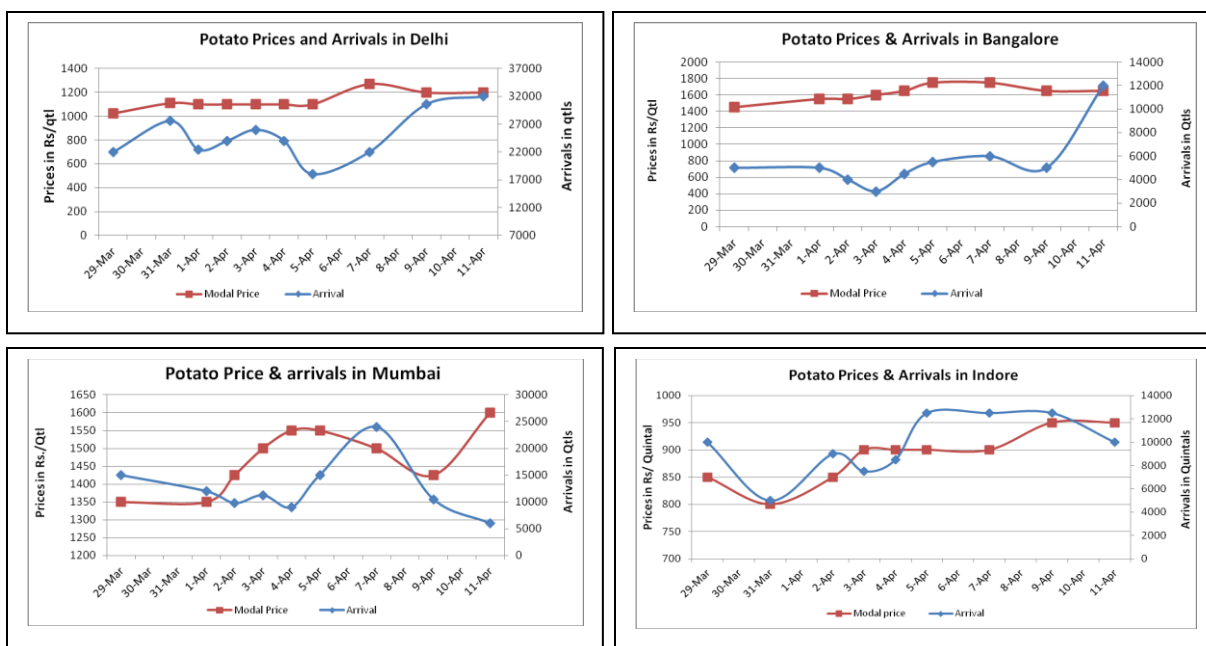 Potato Prices and Arrivals in Delhi
Prices in Rs/qtl
1400
1200
1000
800
600
400
200
0
37000
32000
27000
22000
17000
12000
7000
Arrivals in qtls
29-Mar
30-Mar
31-Mar
1-Apr
2-Apr
3-Apr
4-Apr
5-Apr
7-Apr
8-Apr
9-Apr
10-Apr
11-Apr
Modal Price
Arrival
Potato Prices & Arrivals in Bangalore
Prices in Rs/Qtl
2000
1800
1600
1400
1200
1000
800
600
400
200
0
14000
12000
10000
8000
6000
4000
2000
0
Arrivals in Qtls
29-Mar
30-Mar
31-Mar
1-Apr
2-Apr
3-Apr
4-Apr
5-Apr
7-Apr
8-Apr
9-Apr
10-Apr
11-Apr
Modal Price
Arrival
Potato Price & arrivals in Mumbai
Prices in Rs/Qtl
1650
1600
1550
1500
1450
1400
1350
1300
1250
1200
30000
25000
20000
15000
10000
5000
0
Arrivals in Qtls
29-Mar
30-Mar
31-Mar
1-Apr
2-Apr
3-Apr
4-Apr
5-Apr
7-Apr
8-Apr
9-Apr
10-Apr
11-Apr
Modal Price
Arrival
Potato Prices & Arrivals in Indore
Prices in Rs/ Quintal
1000
950
900
850
800
750
700
14000
12000
10000
8000
6000
4000
2000
0
Arrivals in Quintals
29-Mar
30-Mar
31-Mar
1-Apr
2-Apr
3-Apr
4-Apr
5-Apr
7-Apr
8-Apr
9-Apr
10-Apr
11-Apr
Modal price
Arrival